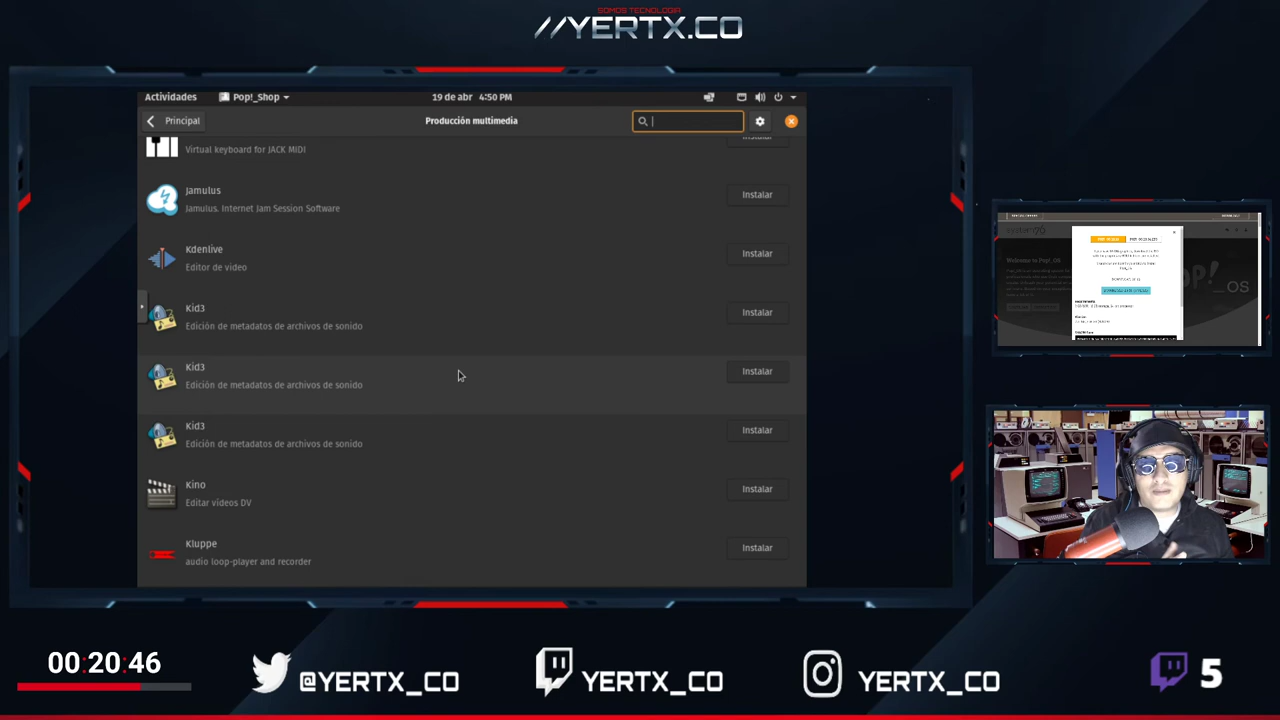 SOMOS TECNOLOGIA
//YERTX.CO
Actividades
Pop!_Shop
19 de abr 4:50 PM
Principal
Producción multimedia
Virtual keyboard for JACK MIDI
Jamulus
Jamulus. Internet Jam Session Software
Instalar
Kdenlive
Editor de vídeo
Instalar
Kid3
Edición de metadatos de archivos de sonido
Instalar
Kid3
Edición de metadatos de archivos de sonido
Instalar
Kid3
Edición de metadatos de archivos de sonido
Instalar
Kino
Editar vídeos DV
Instalar
Kluppe
audio loop-player and recorder
Instalar
POP!_OS
00:20:46
@YERTX_CO
YERTX_CO
YERTX_CO
5